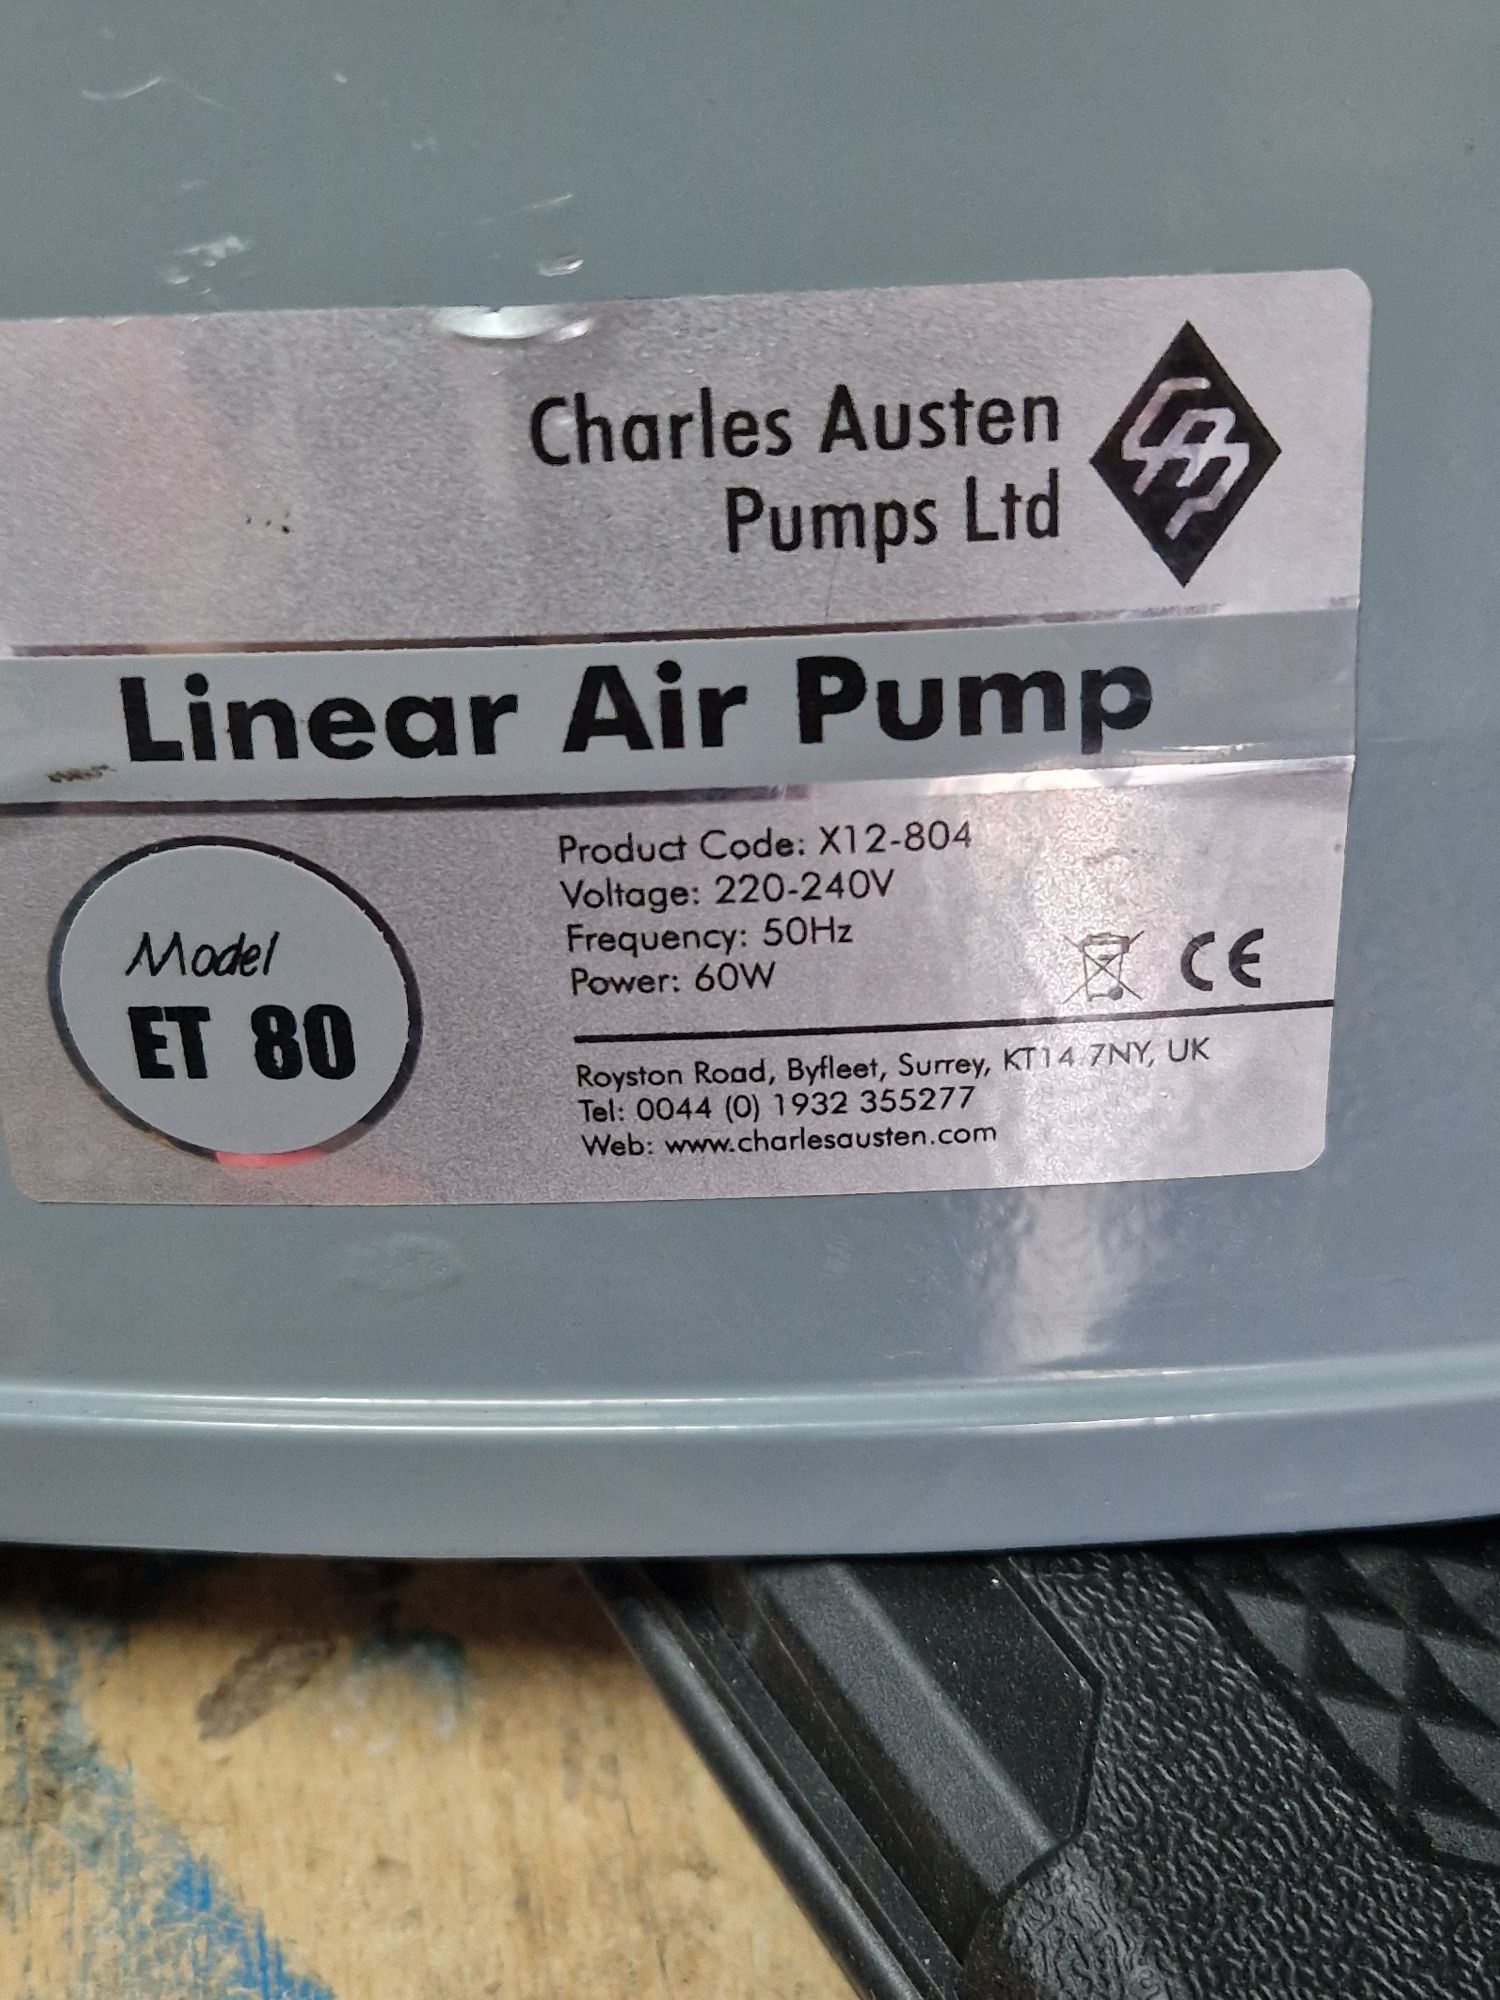 Charles Austen
Pumps Ltd
CAP
Linear Air Pump
Model
ET 80
Product Code: X12-804
Voltage: 220-240V
Frequency: 50Hz
Power: 60W
CE
Royston Road, Byfleet, Surrey, KT14 7NY, UK
Tel: 0044 (0) 1932 355277
Web: www.charlesausten.com